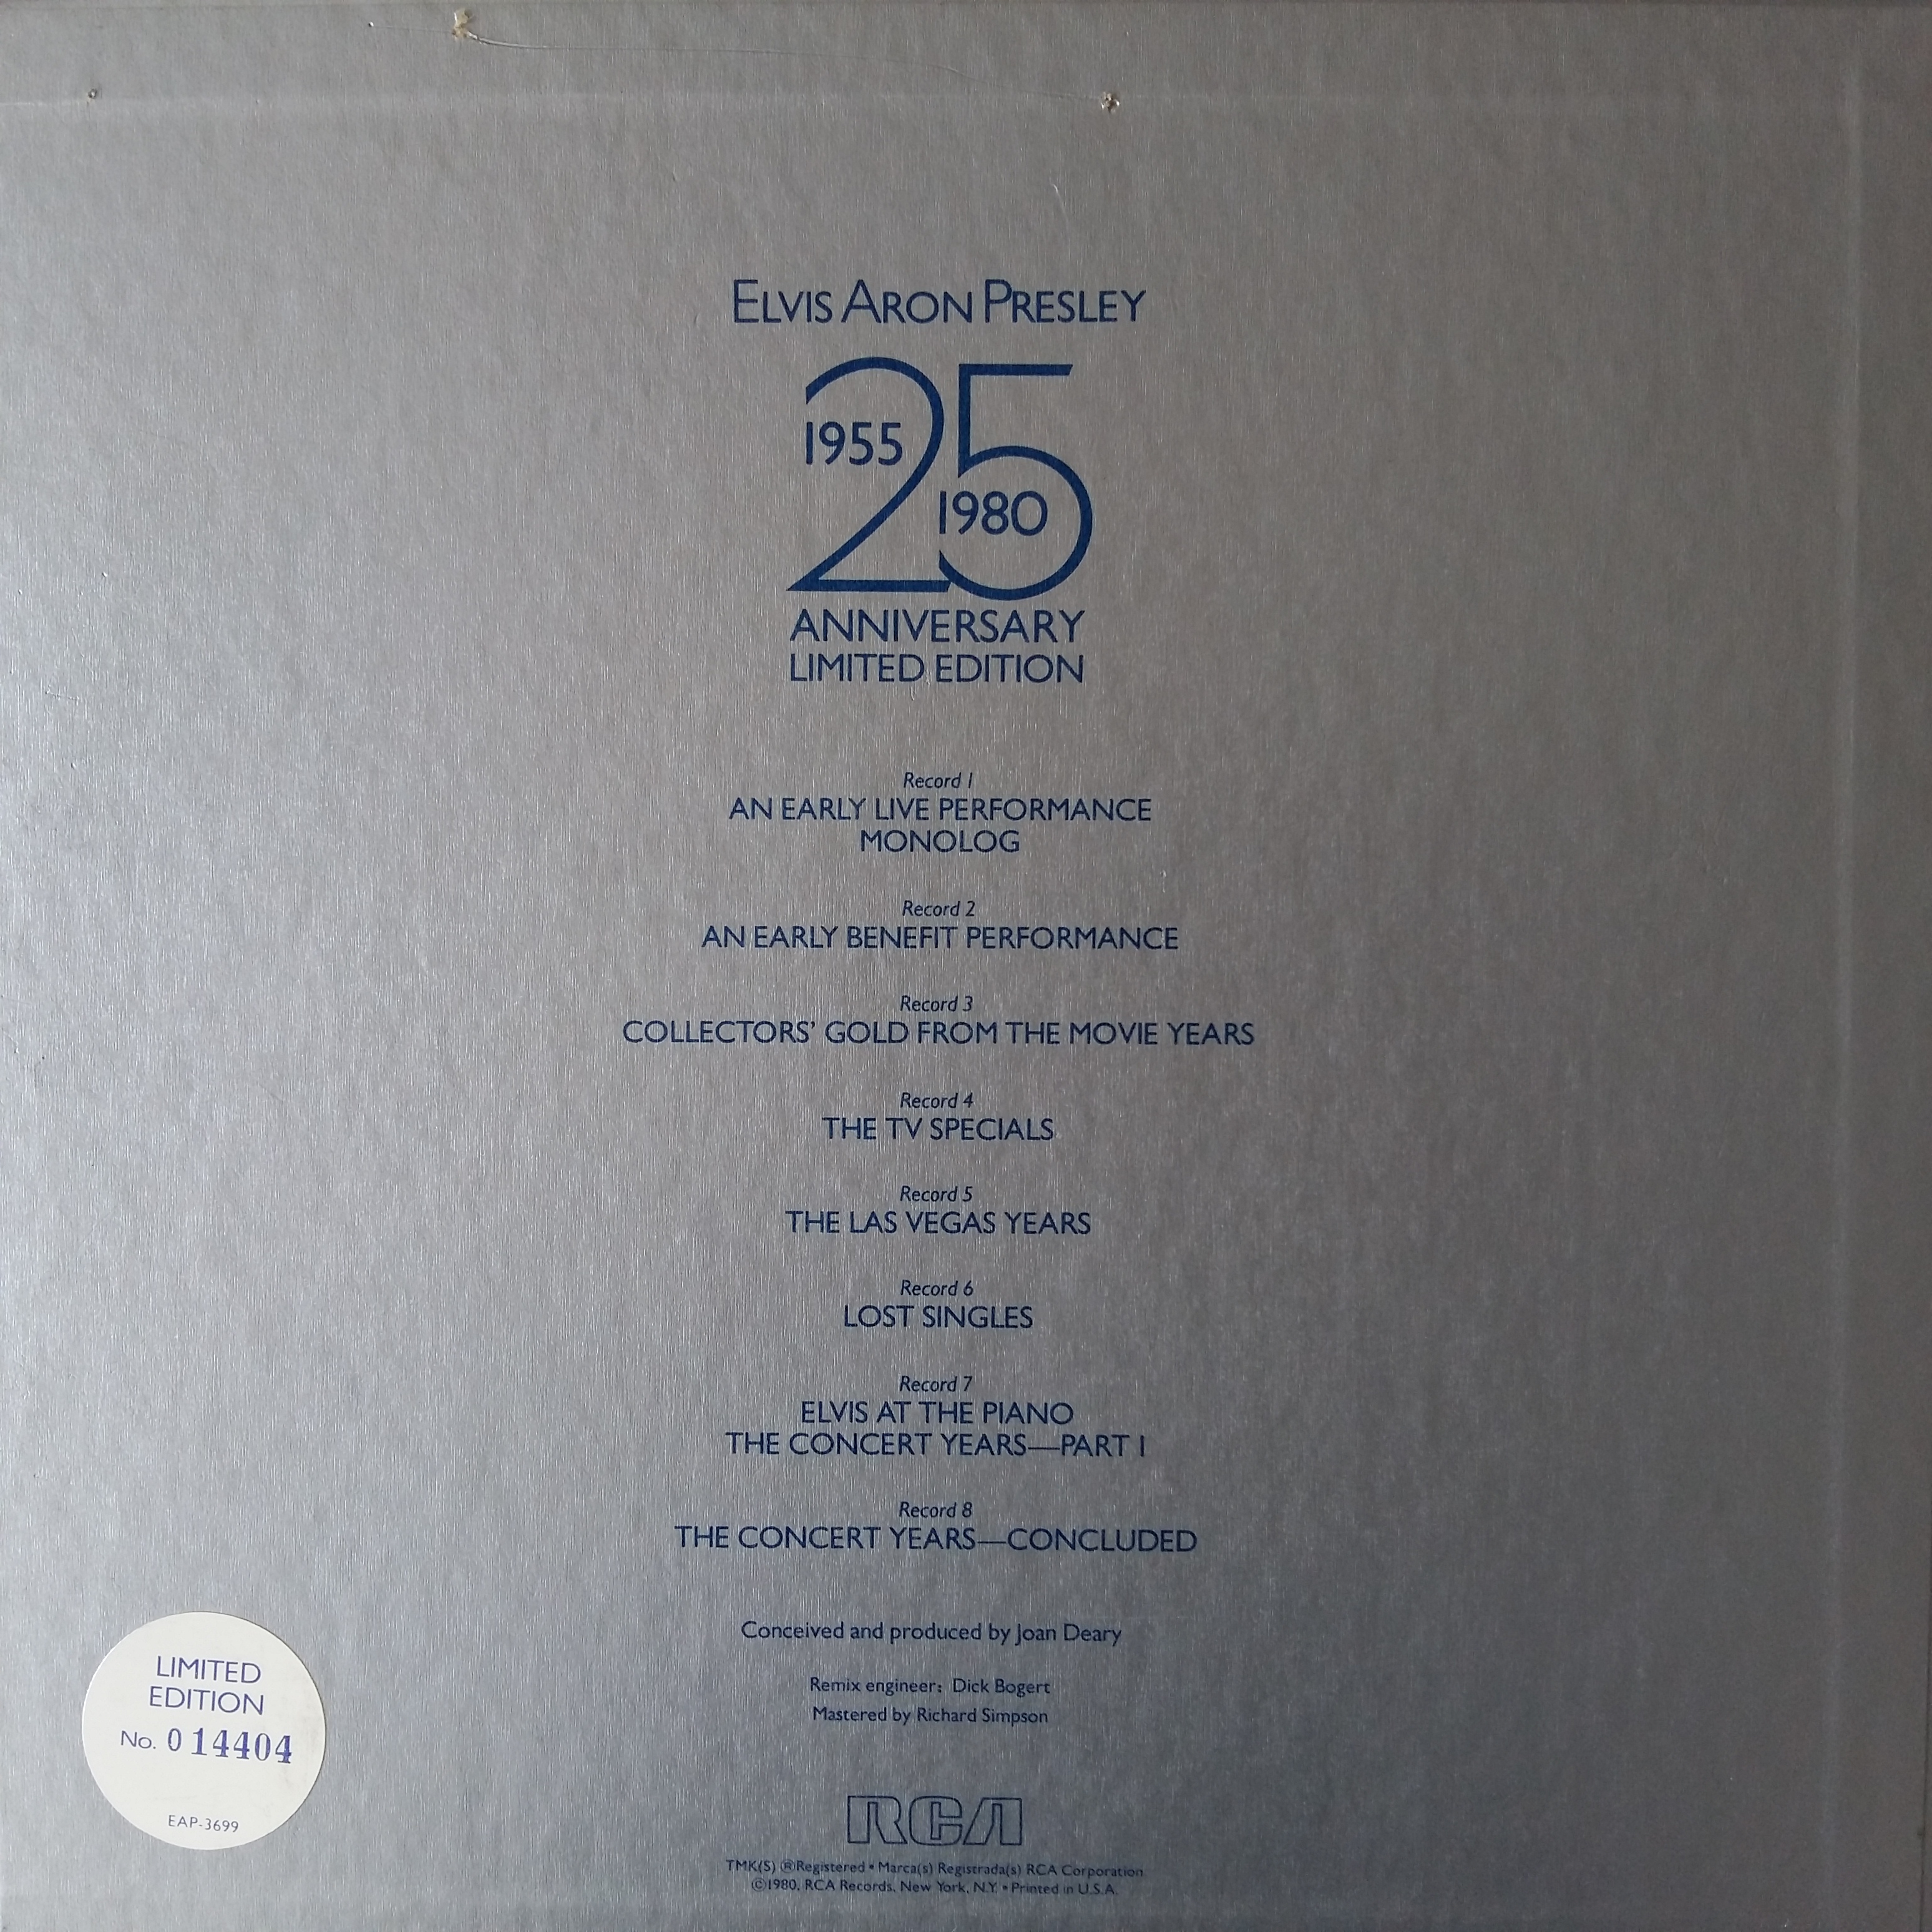 ELVIS ARON PRESLEY
25
1955
1980
ANNIVERSARY
LIMITED EDITION
Record 1
AN EARLY LIVE PERFORMANCE
MONOLOG
Record 2
AN EARLY BENEFIT PERFORMANCE
Record 3
COLLECTORS' GOLD FROM THE MOVIE YEARS
Record 4
THE TV SPECIALS
Record 5
THE LAS VEGAS YEARS
Record 6
LOST SINGLES
Record 7
ELVIS AT THE PIANO
THE CONCERT YEARS—PART 1
Record 8
THE CONCERT YEARS—CONCLUDED
Conceived and produced by Joan Deary
Remix engineer: Dick Bogert
Mastered by Richard Simpson
RCA
TMK(S) ®Registered • Marca(s) Registrada(s) RCA Corporation
©1980, RCA Records, New York, N.Y. • Printed in U.S.A.
LIMITED
EDITION
No. 014404
EAP-3699